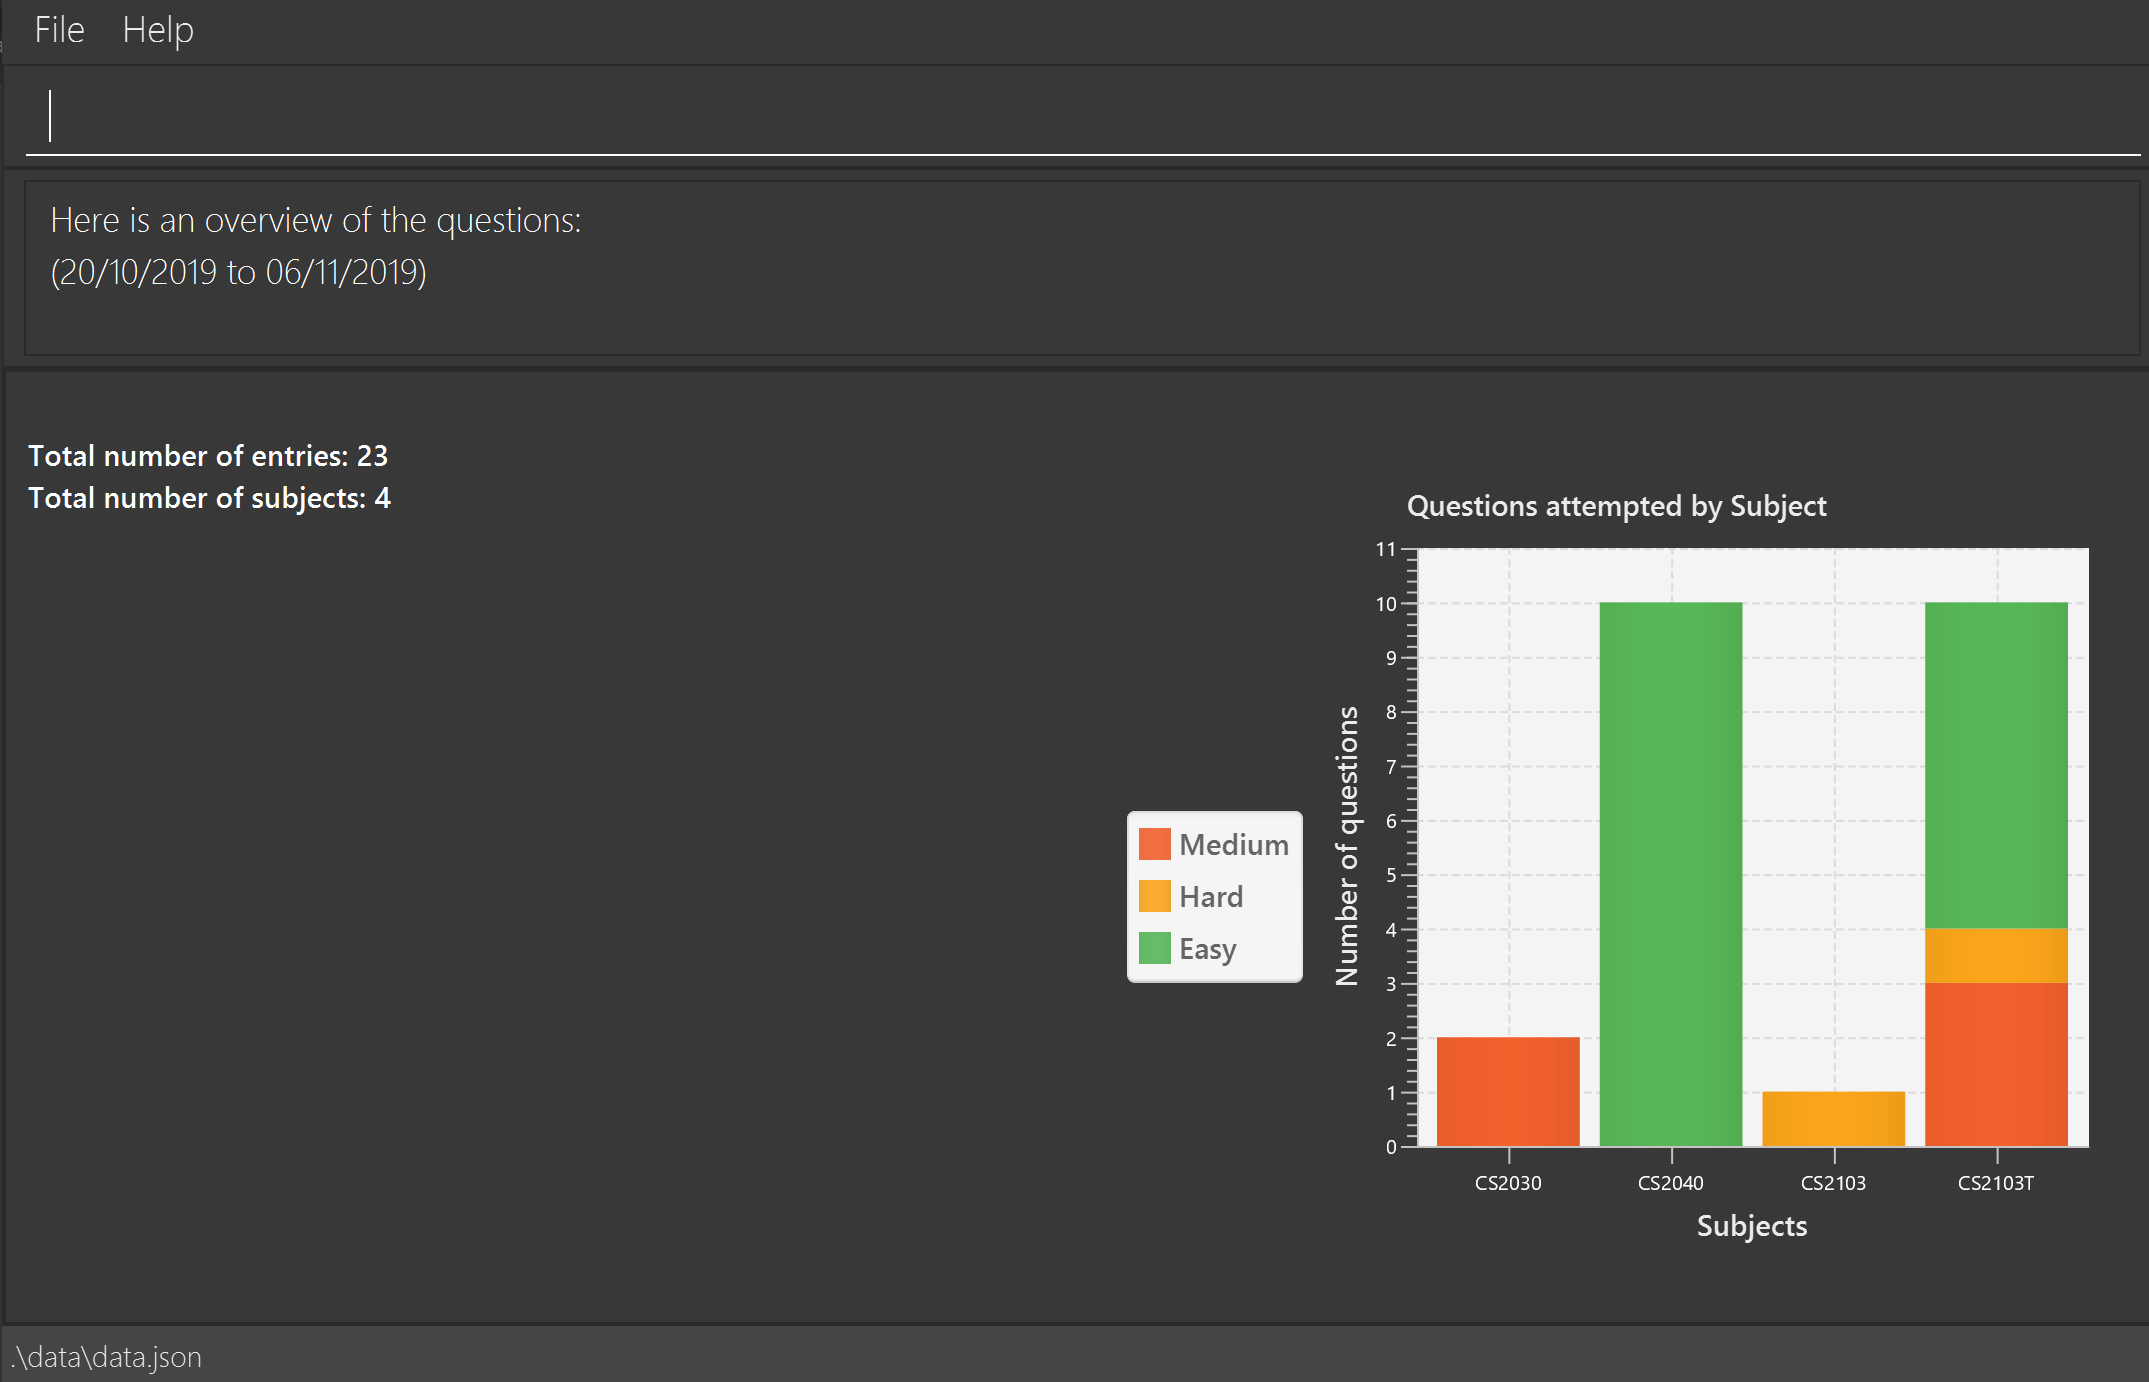 File Help
Here is an overview of the questions:
(20/10/2019 to 06/11/2019)
Total number of entries: 23
Total number of subjects: 4
Questions attempted by Subject
Medium
Hard
Easy
Number of questions
11
10
9
8
7
6
5
4
3
2
1
0
CS2030 CS2040 CS2103 CS2103T
Subjects
.\data\data.json